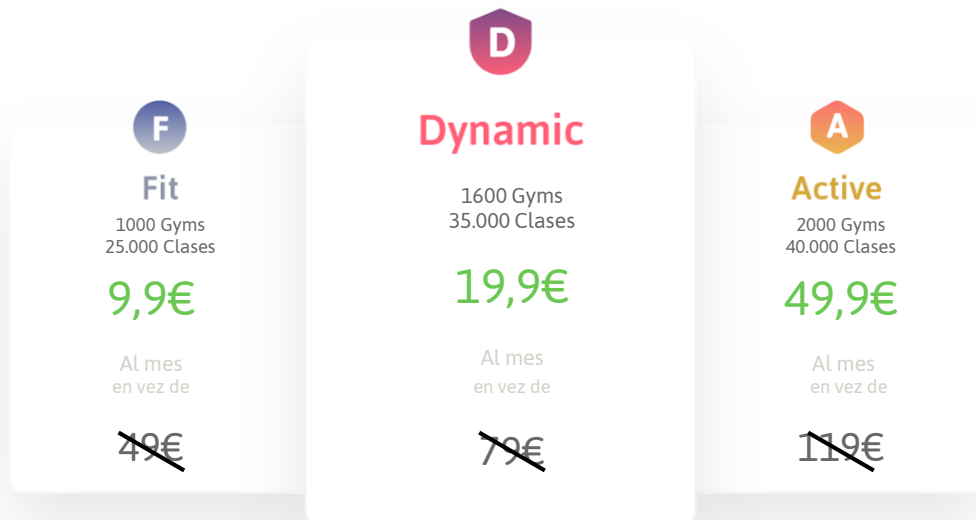 F
Fit
1000 Gyms
25.000 Clases
9,9€
Al mes
en vez de
49€
D
Dynamic
1600 Gyms
35.000 Clases
19,9€
Al mes
en vez de
79€
A
Active
2000 Gyms
40.000 Clases
49,9€
Al mes
en vez de
119€